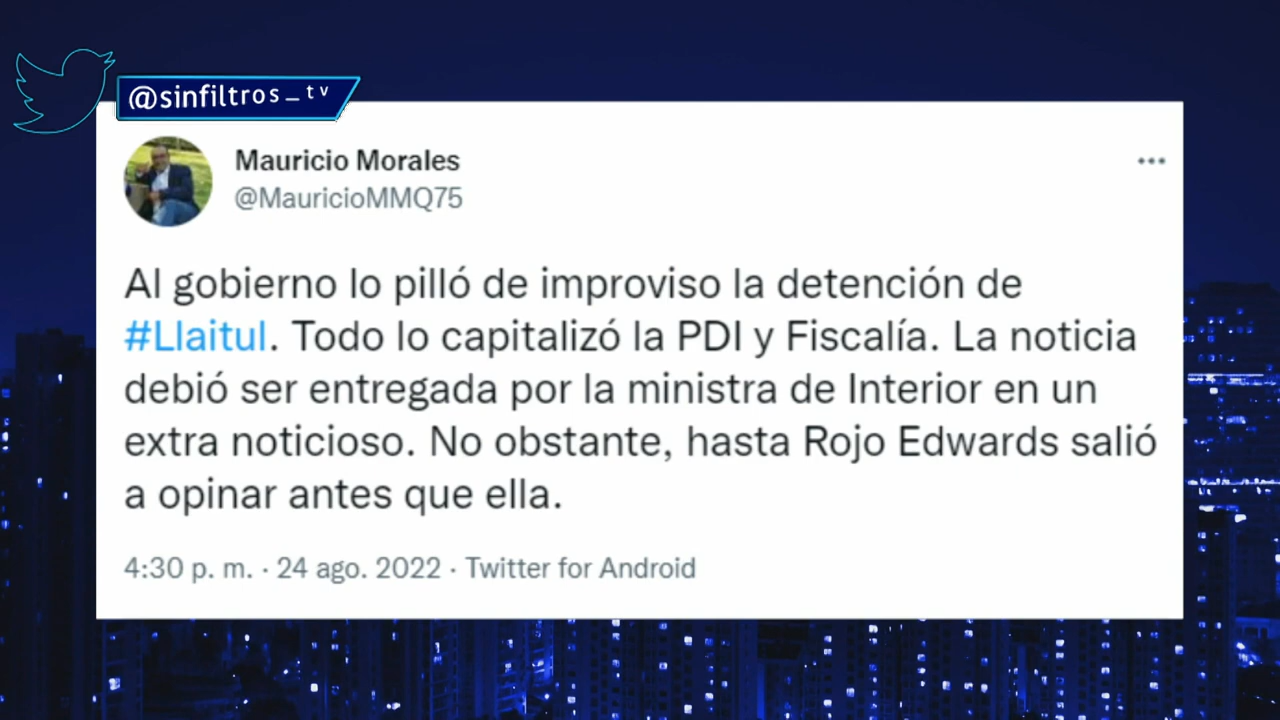 @sinfiltros_tv
Mauricio Morales
@MauricioMMQ75
Al gobierno lo pilló de improviso la detención de
#Llaitul. Todo lo capitalizó la PDI y Fiscalía. La noticia
debió ser entregada por la ministra de Interior en un
extra noticioso. No obstante, hasta Rojo Edwards salió
a opinar antes que ella.
4:30 p. m. · 24 ago. 2022 · Twitter for Android